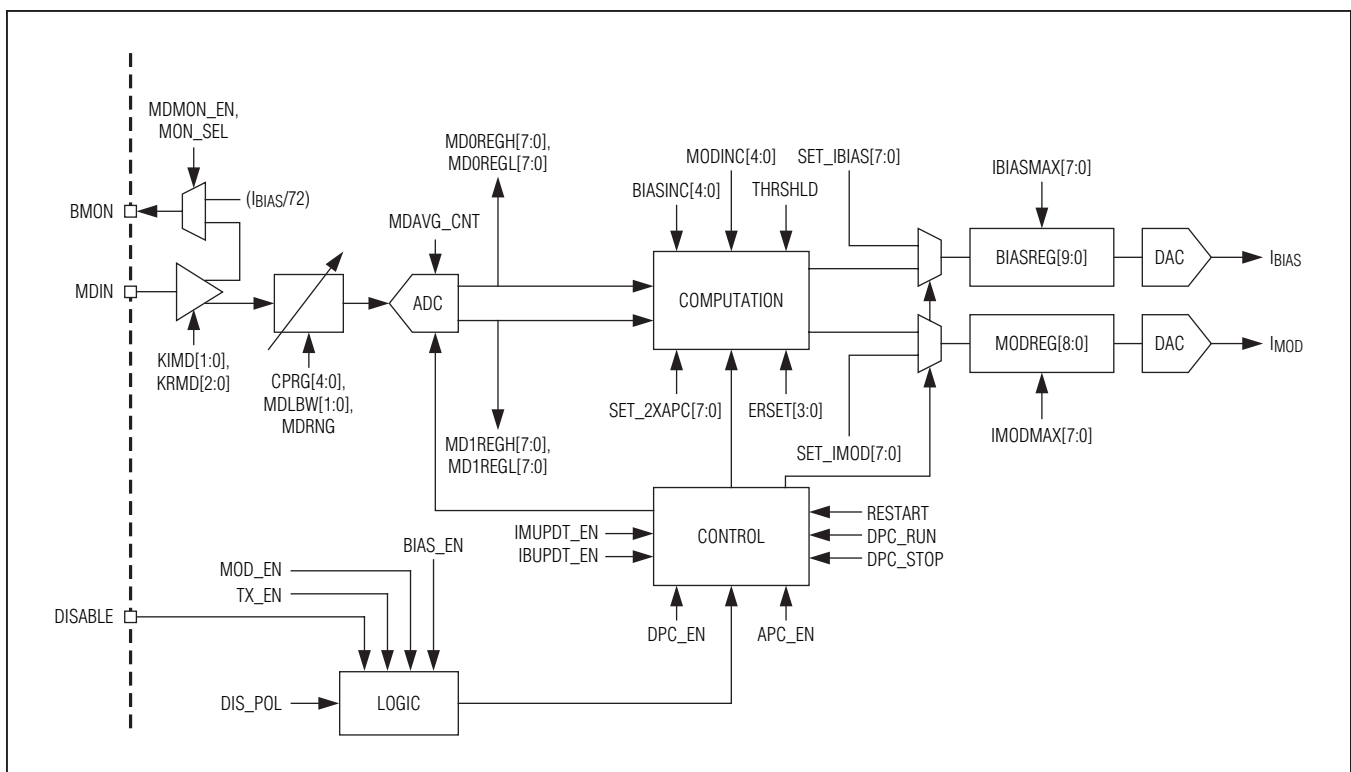 MDMON_EN,
MON_SEL
BMON
(IBIAS/72)
MDIN
KIMD[1:0],
KRMD[2:0]
CPRG[4:0],
MDLBW[1:0],
MDRNG
MDAVG_CNT
ADC
MD0REGH[7:0],
MD0REGL[7:0]
MD1REGH[7:0],
MD1REGL[7:0]
MODINC[4:0]
BIASINC[4:0]
THRSHLD
COMPUTATION
SET_2XAPC[7:0]
ERSET[3:0]
SET_IBIAS[7:0]
SET_IMOD[7:0]
IBIASMAX[7:0]
BIASREG[9:0]
DAC
IBIAS
MODREG[8:0]
DAC
IMOD
IMODMAX[7:0]
IMUPDT_EN
IBUPDT_EN
CONTROL
RESTART
DPC_RUN
DPC_STOP
DPC_EN
APC_EN
BIAS_EN
MOD_EN
TX_EN
DISABLE
DIS_POL
LOGIC